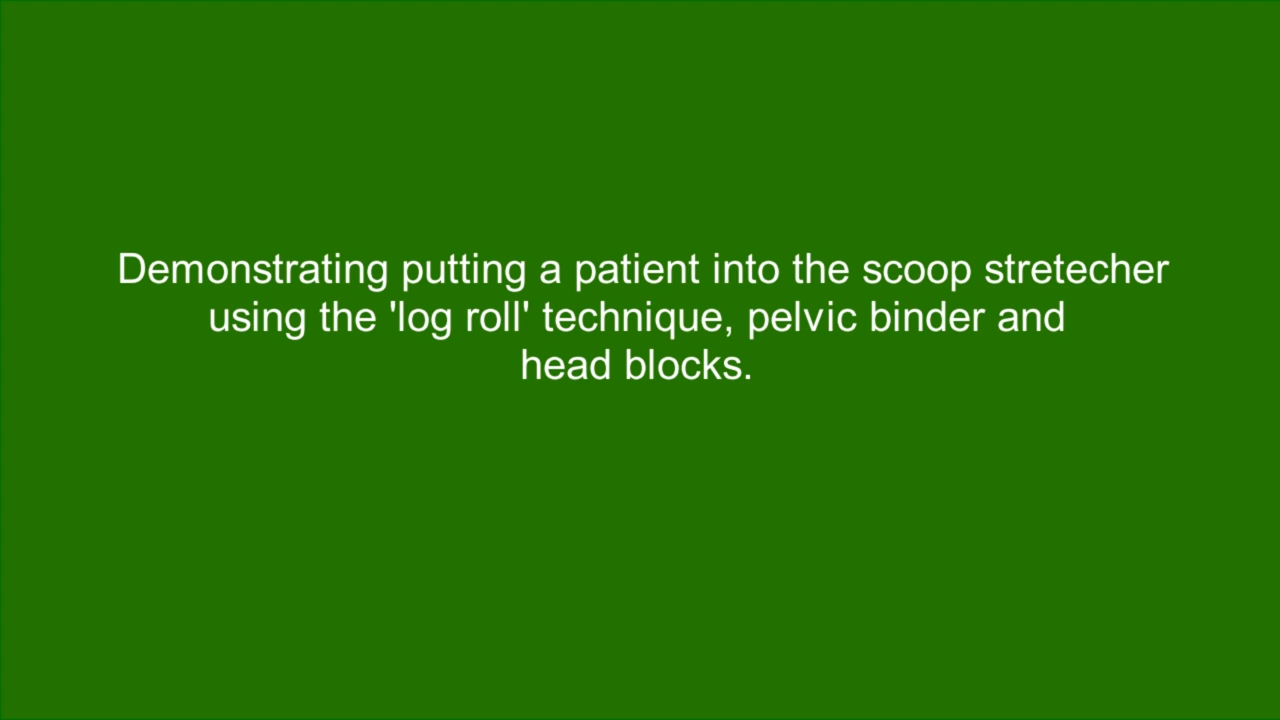 Demonstrating putting a patient into the scoop stretecher
using the 'log roll' technique, pelvic binder and
head blocks.